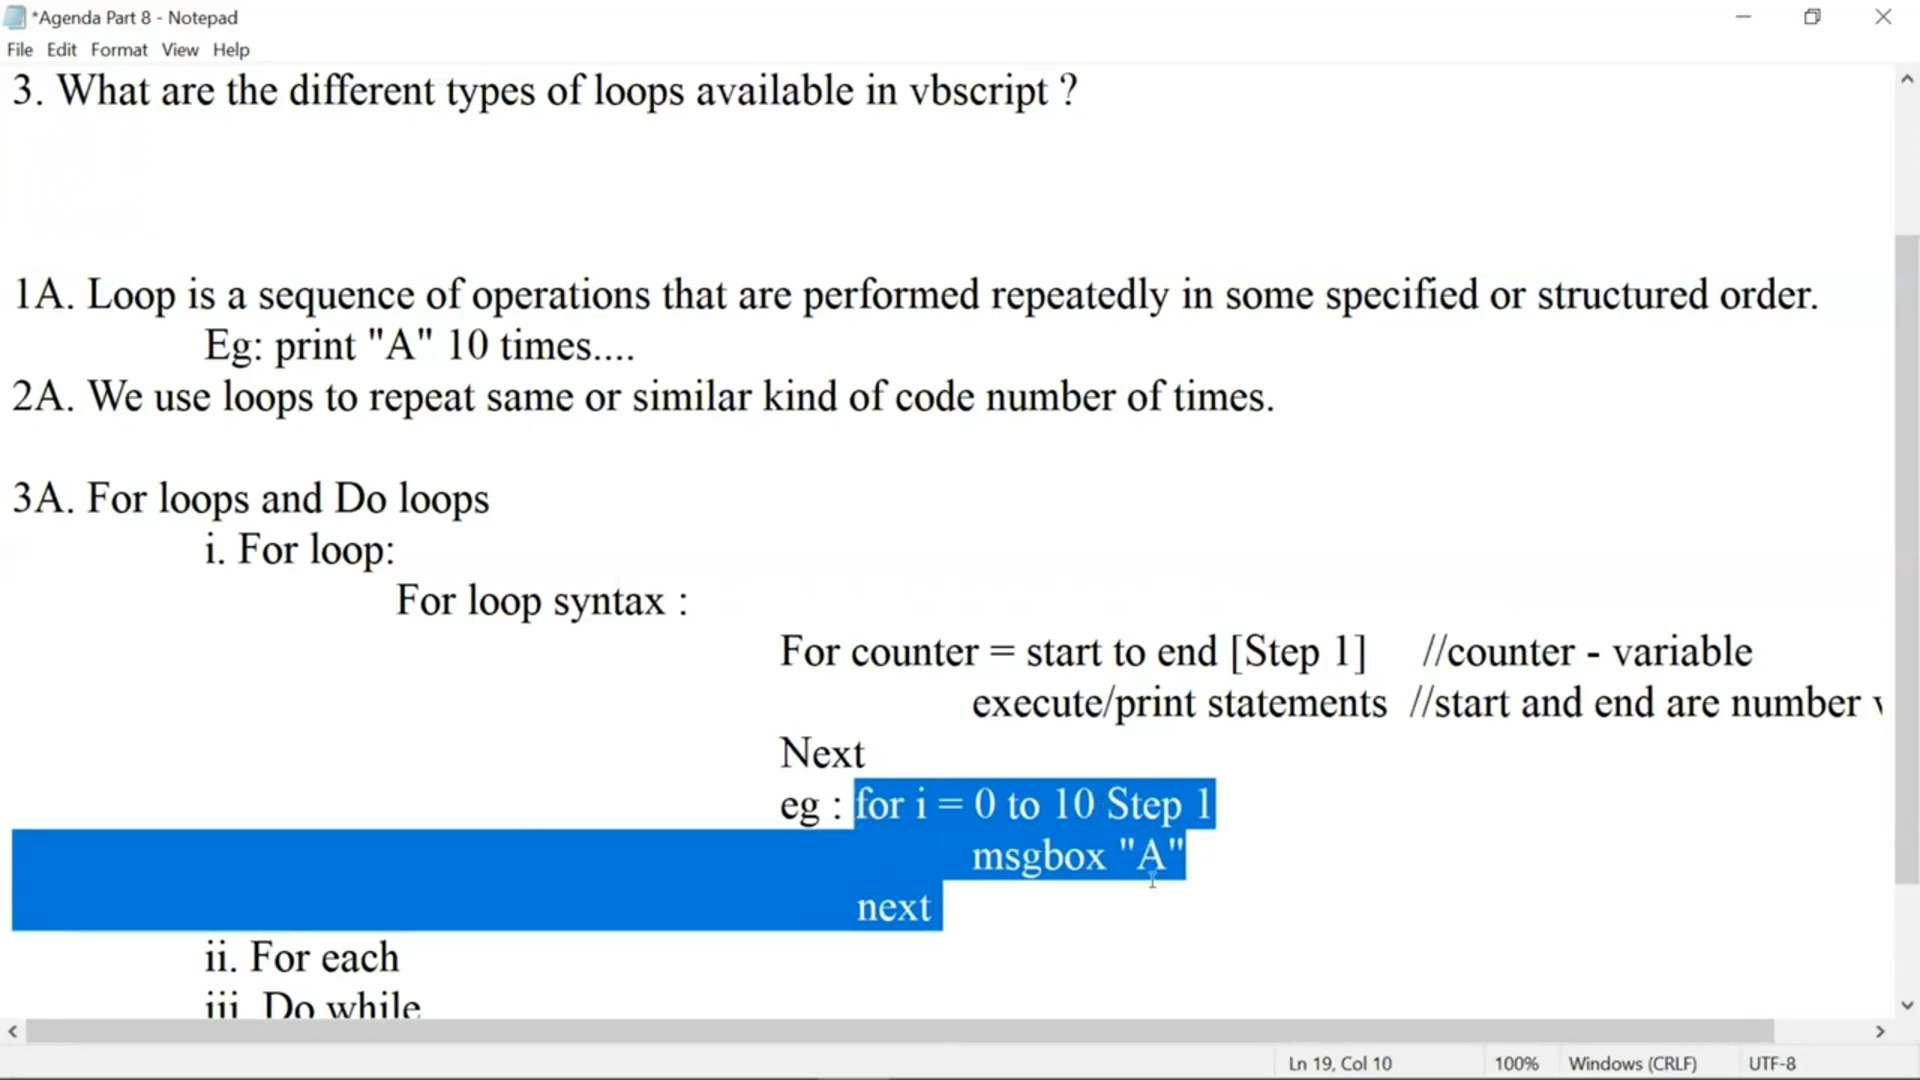 *Agenda Part 8 - Notepad
File Edit Format View Help
3. What are the different types of loops available in vbscript ?
1A. Loop is a sequence of operations that are performed repeatedly in some specified or structured order.
Eg: print "A" 10 times....
2A. We use loops to repeat same or similar kind of code number of times.
3A. For loops and Do loops
i. For loop:
For loop syntax :
For counter = start to end [Step 1] //counter - variable
execute/print statements //start and end are number
Next
eg : for i = 0 to 10 Step 1
msgbox "A"
next
ii. For each
iii. Do while
Ln 19, Col 10 100% Windows (CRLF) UTF-8